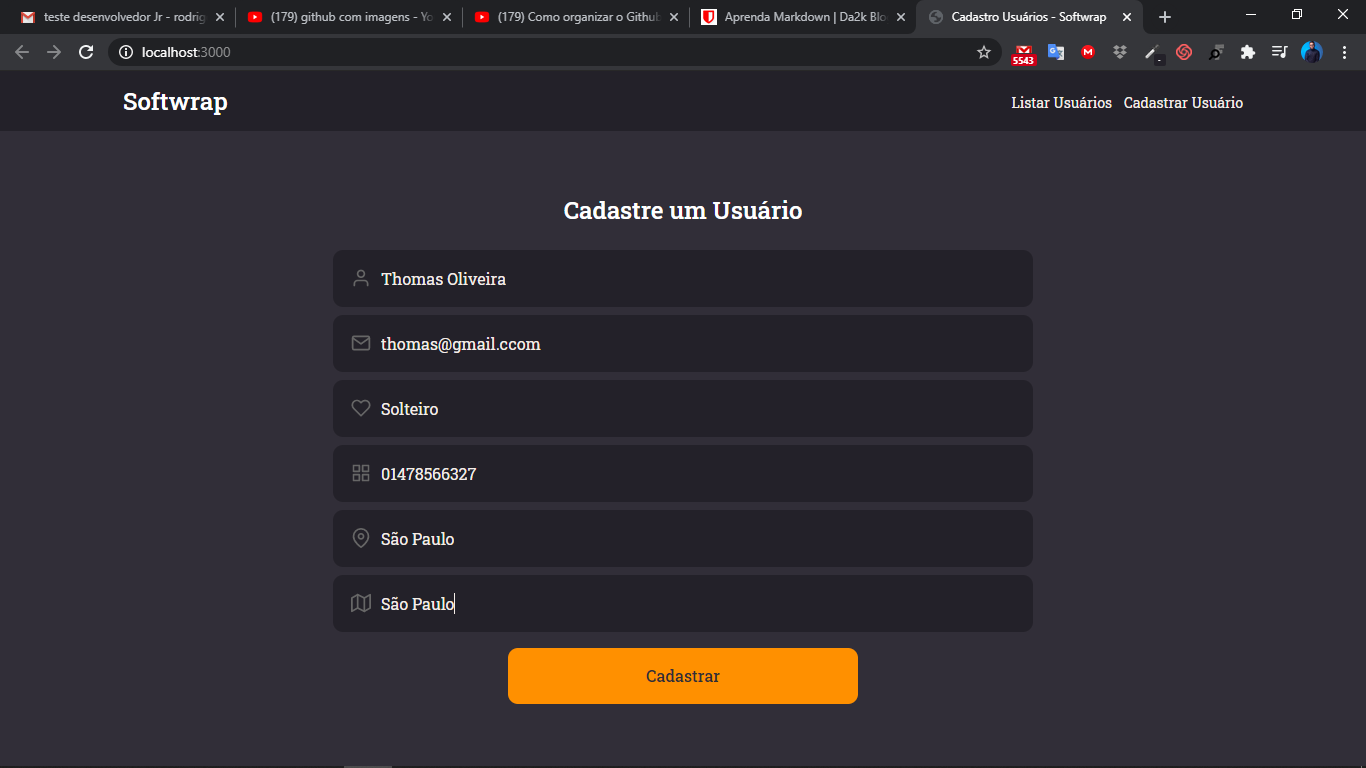 teste desenvolvedor Jr - rodrig
(179) github com imagens - Yo
(179) Como organizar o Github
Aprenda Markdown | Da2k Blo
Cadastro Usuários - Softwrap
localhost:3000
5543
Softwrap
Listar Usuários
Cadastrar Usuário
Cadastre um Usuário
Thomas Oliveira
thomas@gmail.ccom
Solteiro
01478566327
São Paulo
São Paulo
Cadastrar